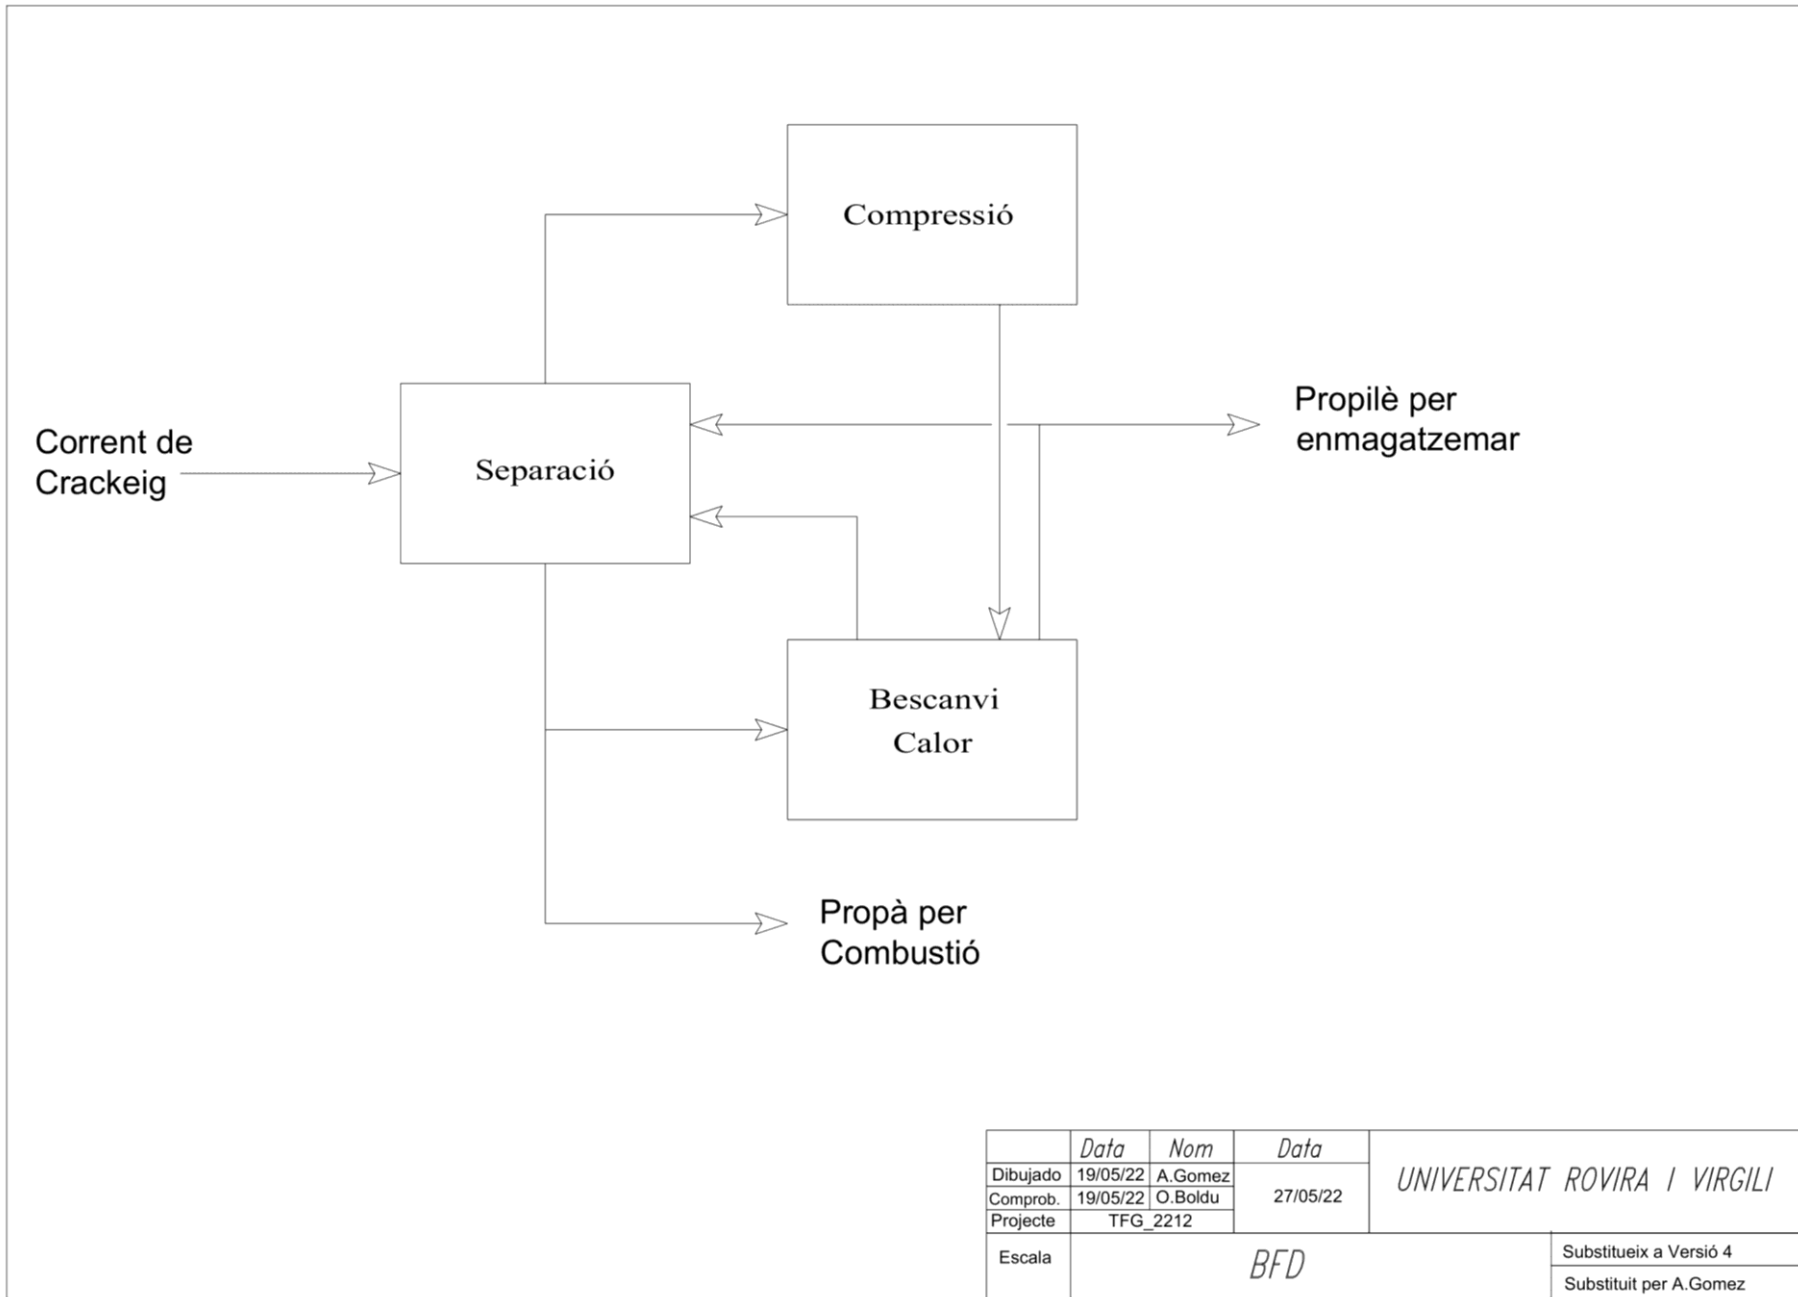 Compressió
Propilè per
enmagatzemar
Corrent de
Crackeig
Separació
Bescanvi
Calor
Propà per
Combustió
Data Nom Data
Dibujado 19/05/22 A.Gomez
Comprob. 19/05/22 O.Boldu 27/05/22
Projecte TFG_2212
UNIVERSITAT ROVIRA I VIRGILI
Escala BFD
Substitueix a Versió 4
Substituit per A.Gomez